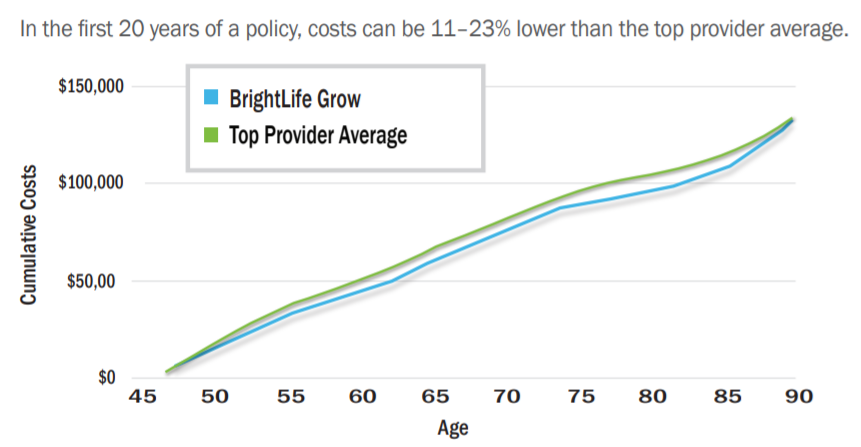 In the first 20 years of a policy, costs can be 11–23% lower than the top provider average.
$150,000
BrightLife Grow
Top Provider Average
$100,000
$50,00
$0
Cumulative Costs
45 50 55 60 65 70 75 80 85 90
Age